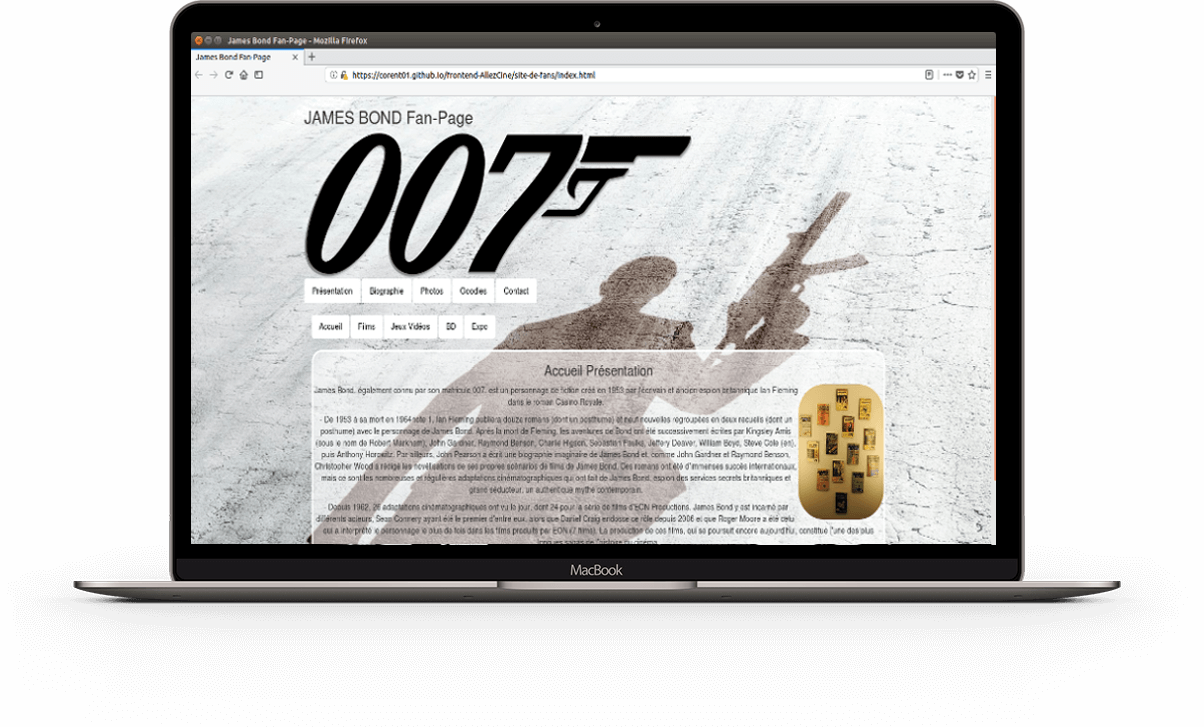 James Bond Fan-Page - Mozilla Firefox
James Bond Fan Page
https://corent01.github.io/frontend-AllezCine/site-de-fans/index.html
JAMES BOND Fan-Page
007
Présentation Biographie Photos Goodies Contact
Accueil Films Jeux Vidéos BD Expo
Accueil Présentation
James Bond, également connu par son matricule 007, est un personnage de fiction créé en 1953 par l'écrivain et ancien espion britannique Ian Fleming
dans le roman Casino Royale.
- De 1953 à sa mort en 1964 note 1, Ian Fleming publiera douze romans (dont un posthume) et neuf nouvelles regroupées en deux recueils (dont un
posthume) avec le personnage de James Bond. Après la mort de Fleming, les aventures de Bond ont été successivement écrites par Kingsley Amis
(sous le nom de Robert Markham), John Gardner, Raymond Benson, Charlie Higson, Sebastian Faulks, Jeffery Deaver, William Boyd, Steve Cole (en),
puis Anthony Horowitz. Par ailleurs, John Pearson a écrit une biographie imaginaire de James Bond et, comme John Gardner et Raymond Benson,
Christopher Wood a rédigé les novélisations de ses propres scénarios de films de James Bond. Ces romans ont été d'immenses succès internationaux,
mais ce sont les nombreuses et régulières adaptations cinématographiques qui ont fait de James Bond, espion des services secrets britanniques et
grand séducteur, un authentique mythe contemporain.
Depuis 1962, 26 adaptations cinématographiques ont vu le jour, dont 24 pour la série de films d'EON Productions. James Bond y est incarné par
différents acteurs, Sean Connery ayant été le premier d'entre eux, alors que Daniel Craig endosse ce rôle depuis 2006 et que Roger Moore a été celui
qui a interprété le personnage le plus de fois dans les films produits par EON (7 films). La production de ces films, qui se poursuit encore aujourd'hui, constitue l'une des plus
longues sagas de l'histoire du cinéma.
MacBook